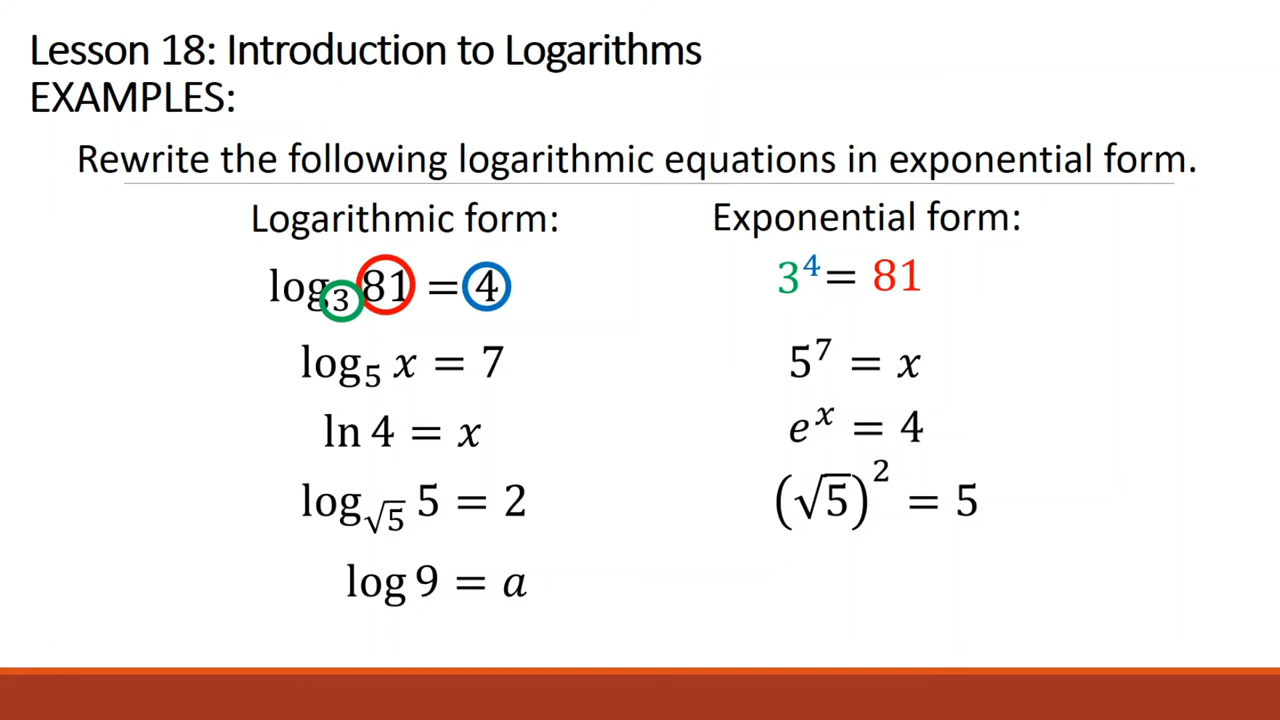 Lesson 18: Introduction to Logarithms
EXAMPLES:
Rewrite the following logarithmic equations in exponential form.
Logarithmic form: Exponential form:
log₃ 81 = 4 3⁴ = 81
log₅ x = 7 5⁷ = x
ln 4 = x eˣ = 4
log_√5 5 = 2 (√5)² = 5
log 9 = a